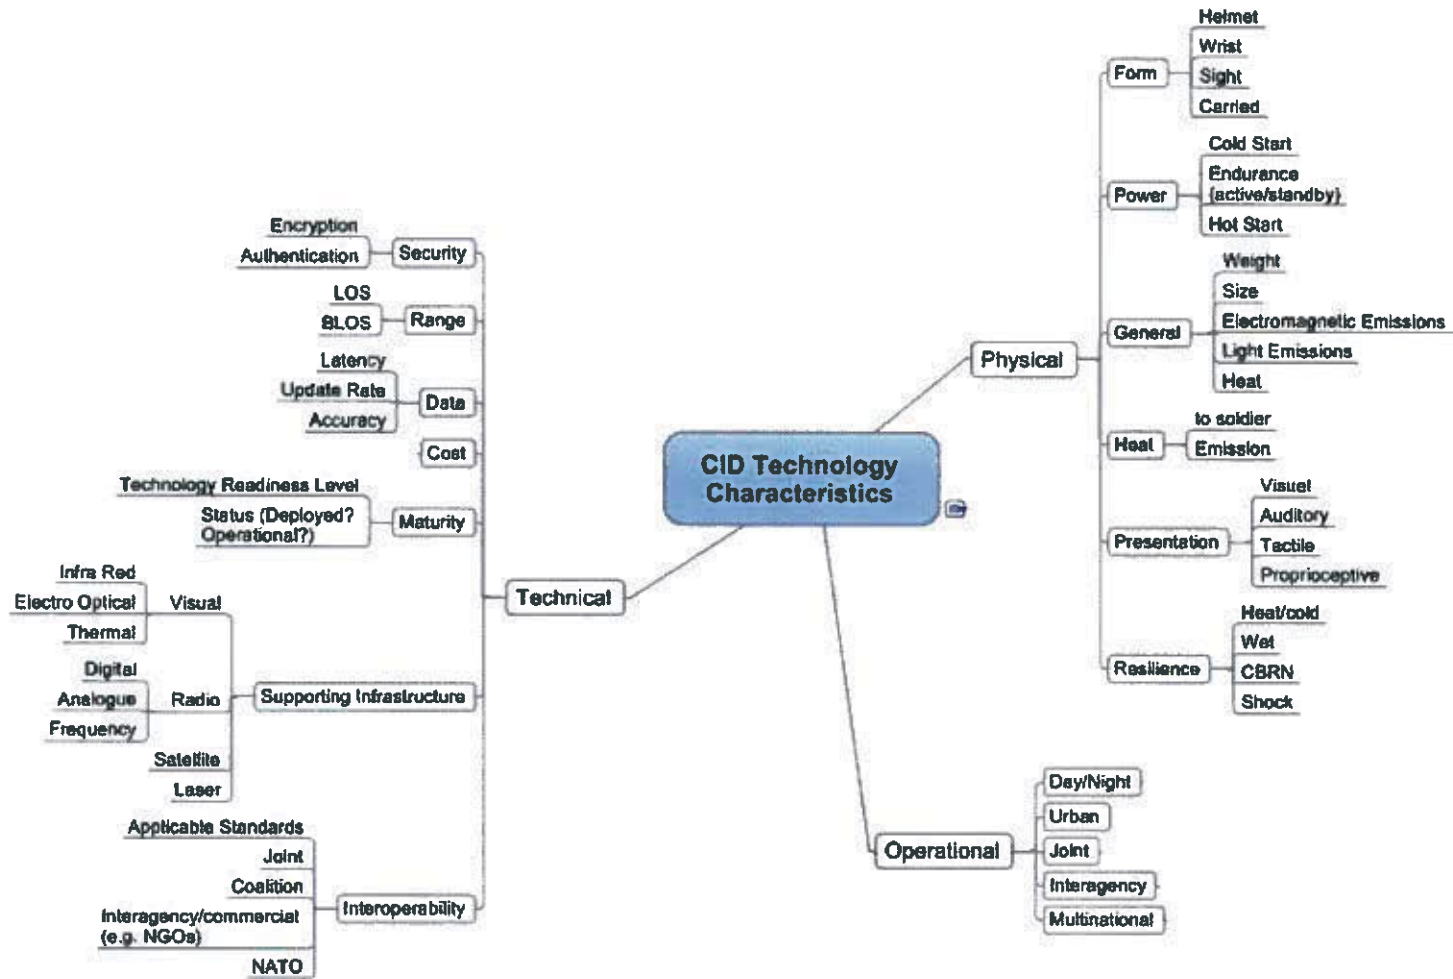 CID Technology
Characteristics
Physical
Form
Helmet
Wrist
Sight
Carried
Power
Cold Start
Endurance
(active/standby)
Hot Start
General
Weight
Size
Electromagnetic Emissions
Light Emissions
Heat
Heat
to soldier
Emission
Presentation
Visual
Auditory
Tactile
Proprioceptive
Resilience
Heat/cold
Wet
CBRN
Shock
Operational
Day/Night
Urban
Joint
Interagency
Multinational
Technical
Security
Encryption
Authentication
Range
LOS
BLOS
Data
Latency
Update Rate
Accuracy
Cost
Maturity
Technology Readiness Level
Status (Deployed?
Operational?)
Supporting Infrastructure
Visual
Infra Red
Electro Optical
Thermal
Radio
Digital
Analogue
Frequency
Satellite
Laser
Interoperability
Applicable Standards
Joint
Coalition
Interagency/commercial
(e.g. NGOs)
NATO